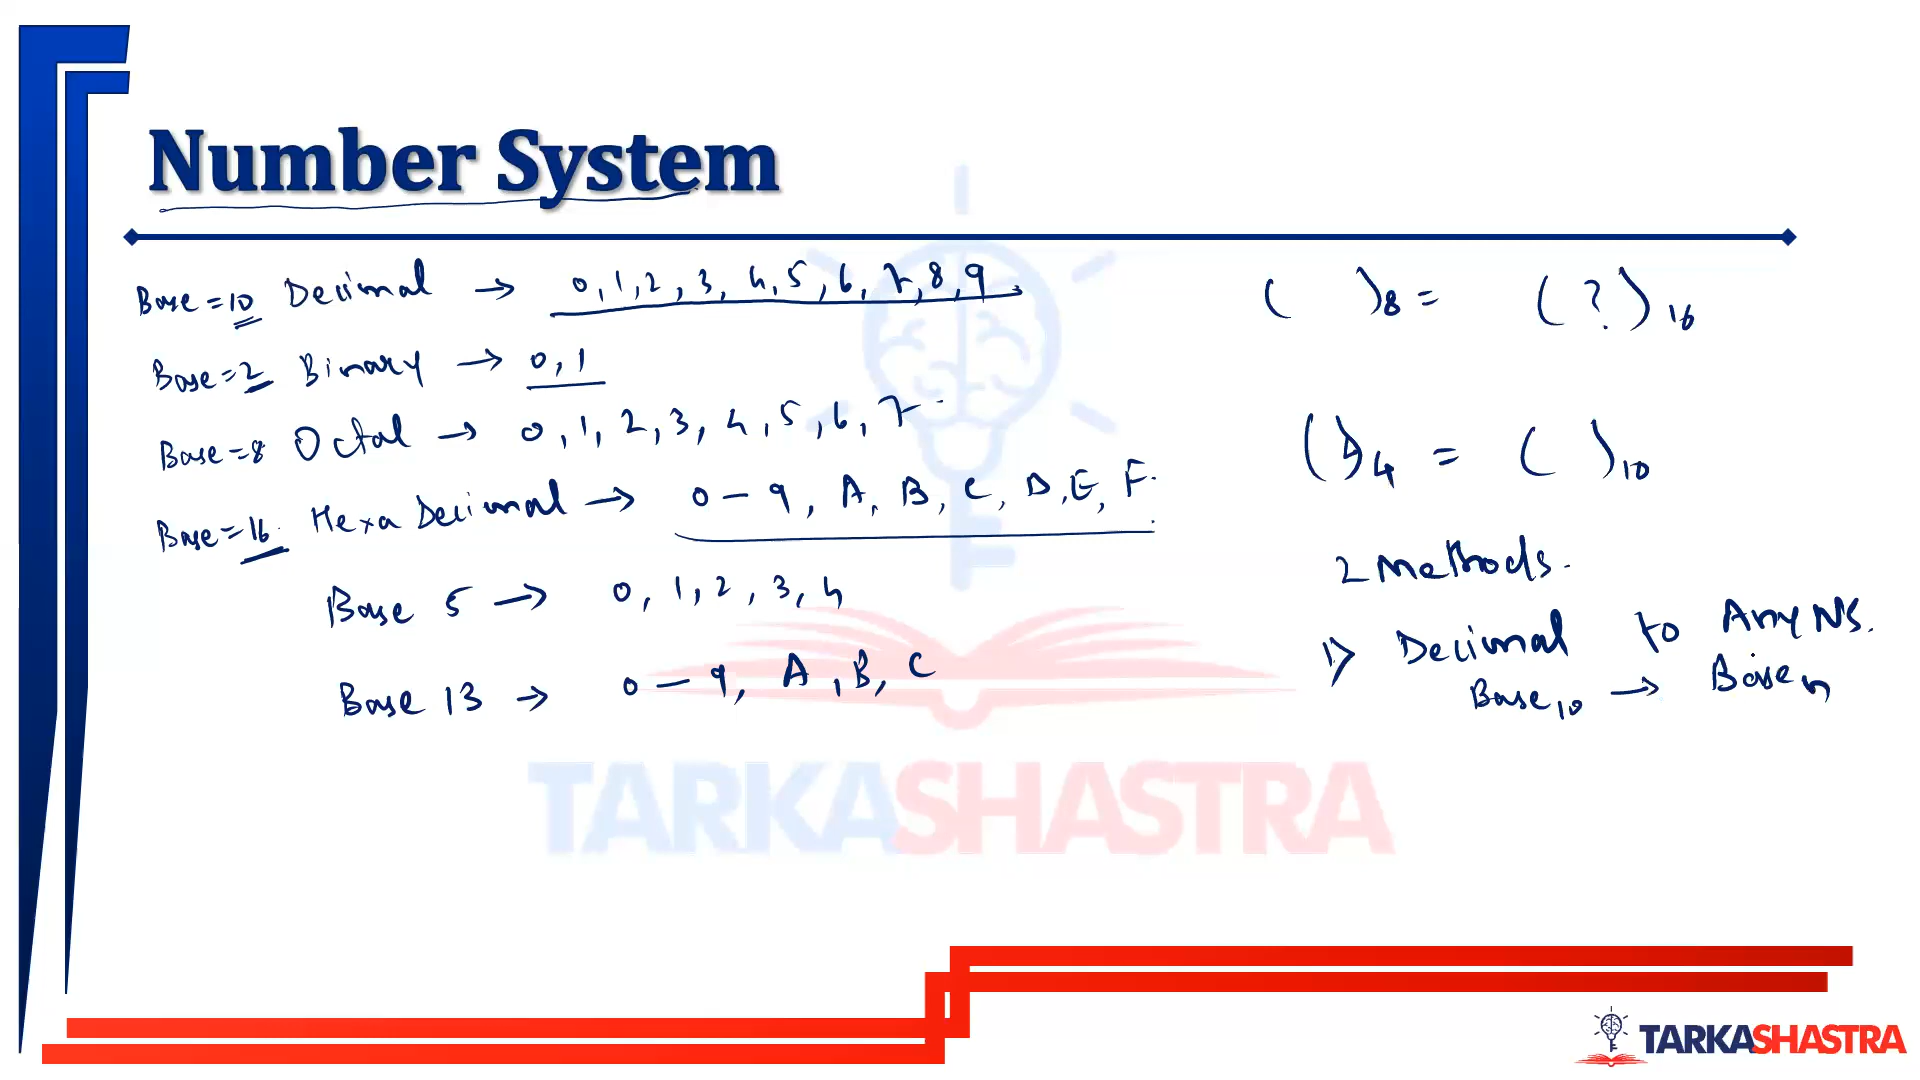 Number System
Base = 10 Decimal → 0, 1, 2, 3, 4, 5, 6, 7, 8, 9.
Base = 2 Binary → 0, 1
Base = 8 Octal → 0, 1, 2, 3, 4, 5, 6, 7.
Base = 16. Hexa Decimal → 0 – 9, A, B, C, D, E, F.
Base 5 → 0, 1, 2, 3, 4
Base 13 → 0 – 9, A, B, C
( )8 = ( ? )16
( )4 = ( )10
2 Methods.
1) Decimal to Any NS.
Base10 → Base n
TARKASHASTRA
TARKASHASTRA